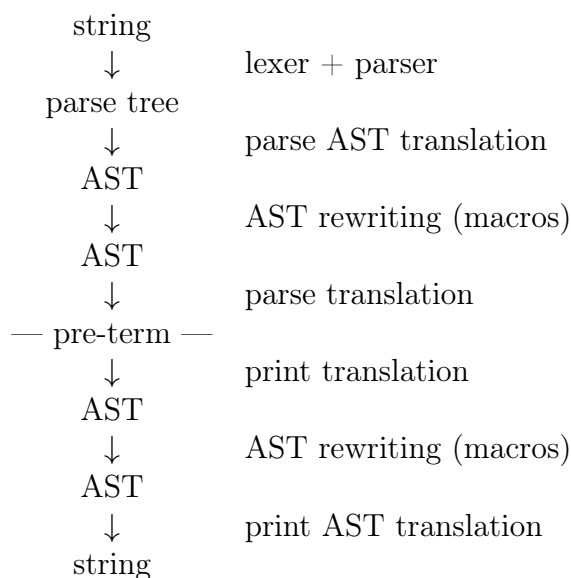 string
↓ lexer + parser
parse tree
↓ parse AST translation
AST
↓ AST rewriting (macros)
AST
↓ parse translation
— pre-term —
↓ print translation
AST
↓ AST rewriting (macros)
AST
↓ print AST translation
string